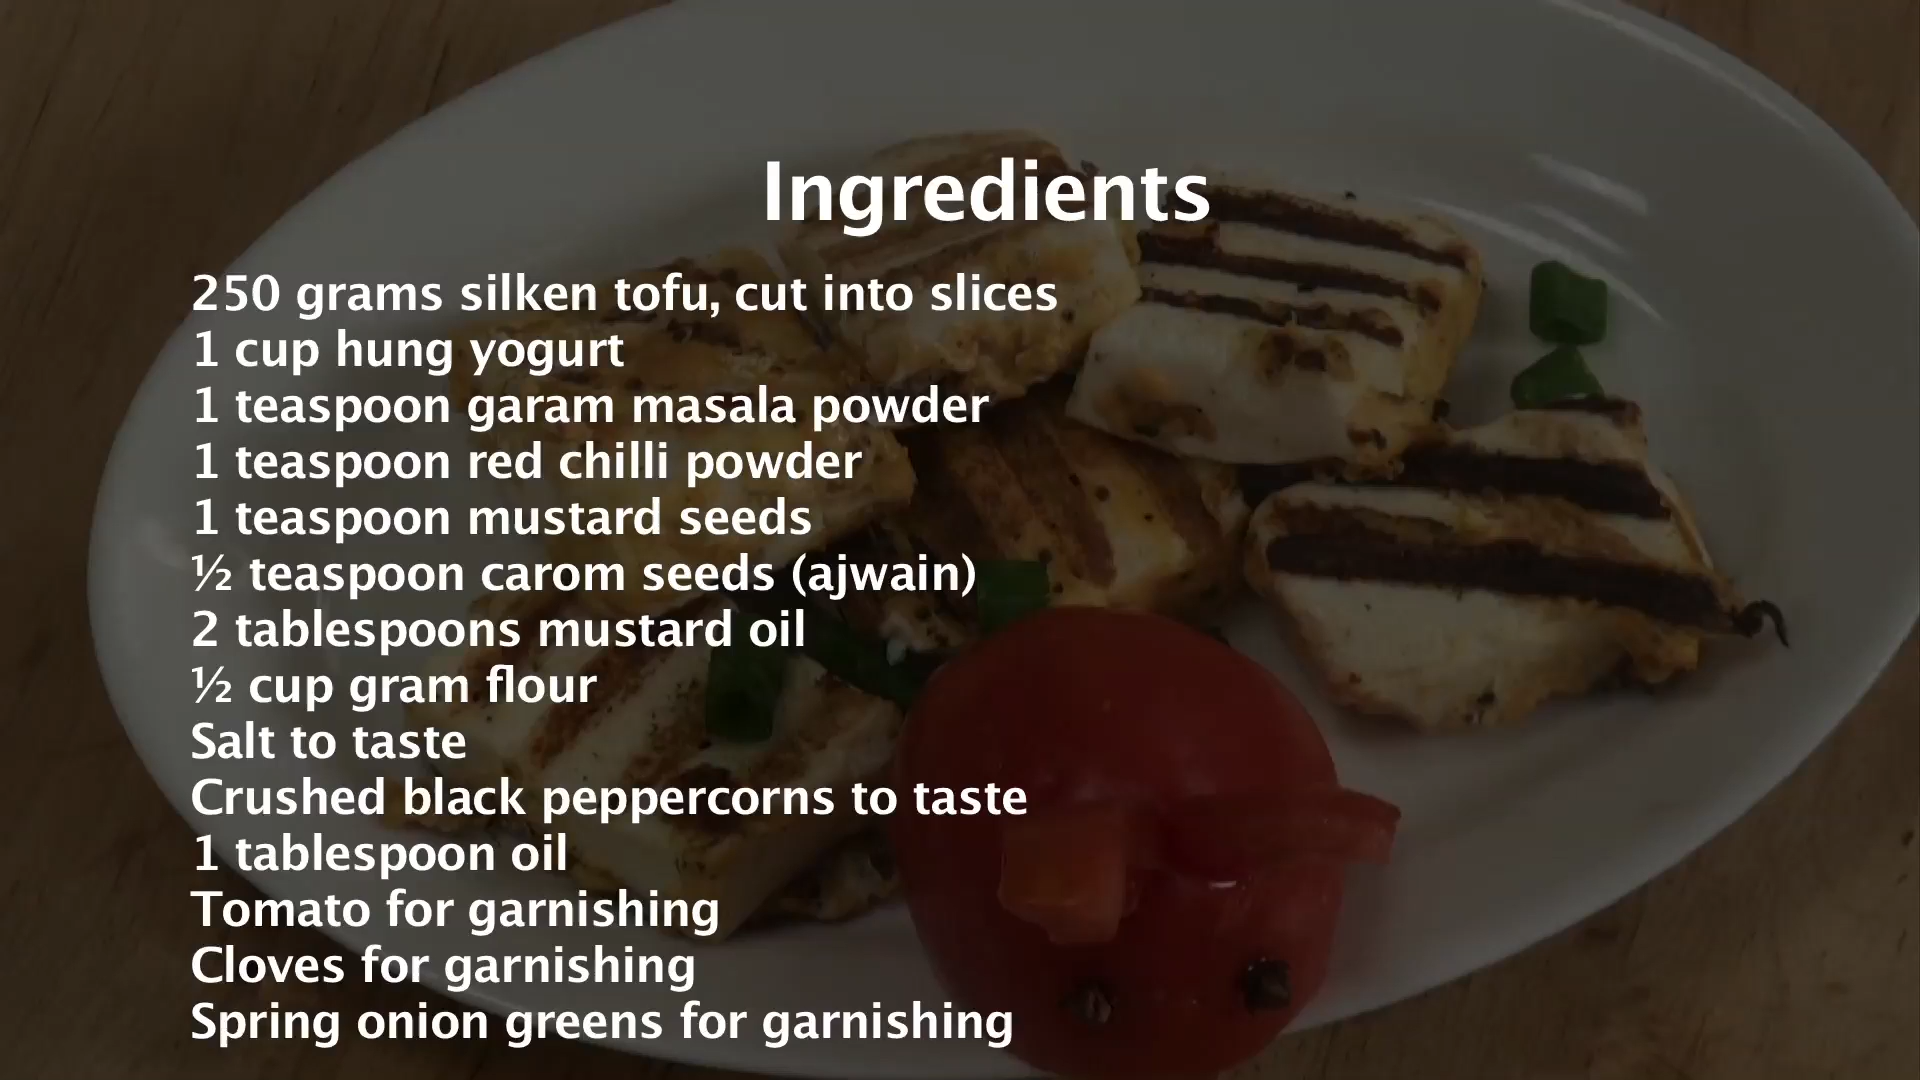 Ingredients
250 grams silken tofu, cut into slices
1 cup hung yogurt
1 teaspoon garam masala powder
1 teaspoon red chilli powder
1 teaspoon mustard seeds
½ teaspoon carom seeds (ajwain)
2 tablespoons mustard oil
½ cup gram flour
Salt to taste
Crushed black peppercorns to taste
1 tablespoon oil
Tomato for garnishing
Cloves for garnishing
Spring onion greens for garnishing